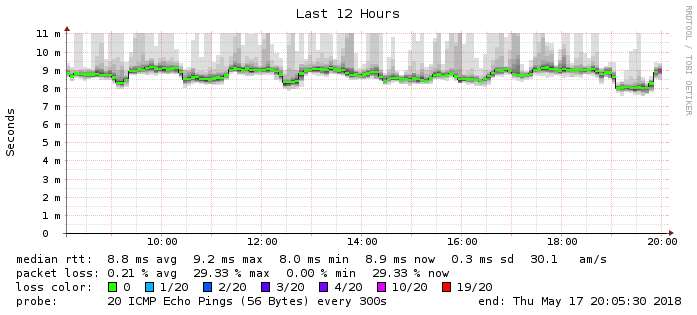 Last 12 Hours
RRDTOOL / TOBI OETIKER
Seconds
11 m
10 m
9 m
8 m
7 m
6 m
5 m
4 m
3 m
2 m
1 m
0
10:00 12:00 14:00 16:00 18:00 20:00
median rtt: 8.8 ms avg 9.2 ms max 8.0 ms min 8.9 ms now 0.3 ms sd 30.1 am/s
packet loss: 0.21 % avg 29.33 % max 0.00 % min 29.33 % now
loss color: 0 1/20 2/20 3/20 4/20 10/20 19/20
probe: 20 ICMP Echo Pings (56 Bytes) every 300s end: Thu May 17 20:05:30 2018